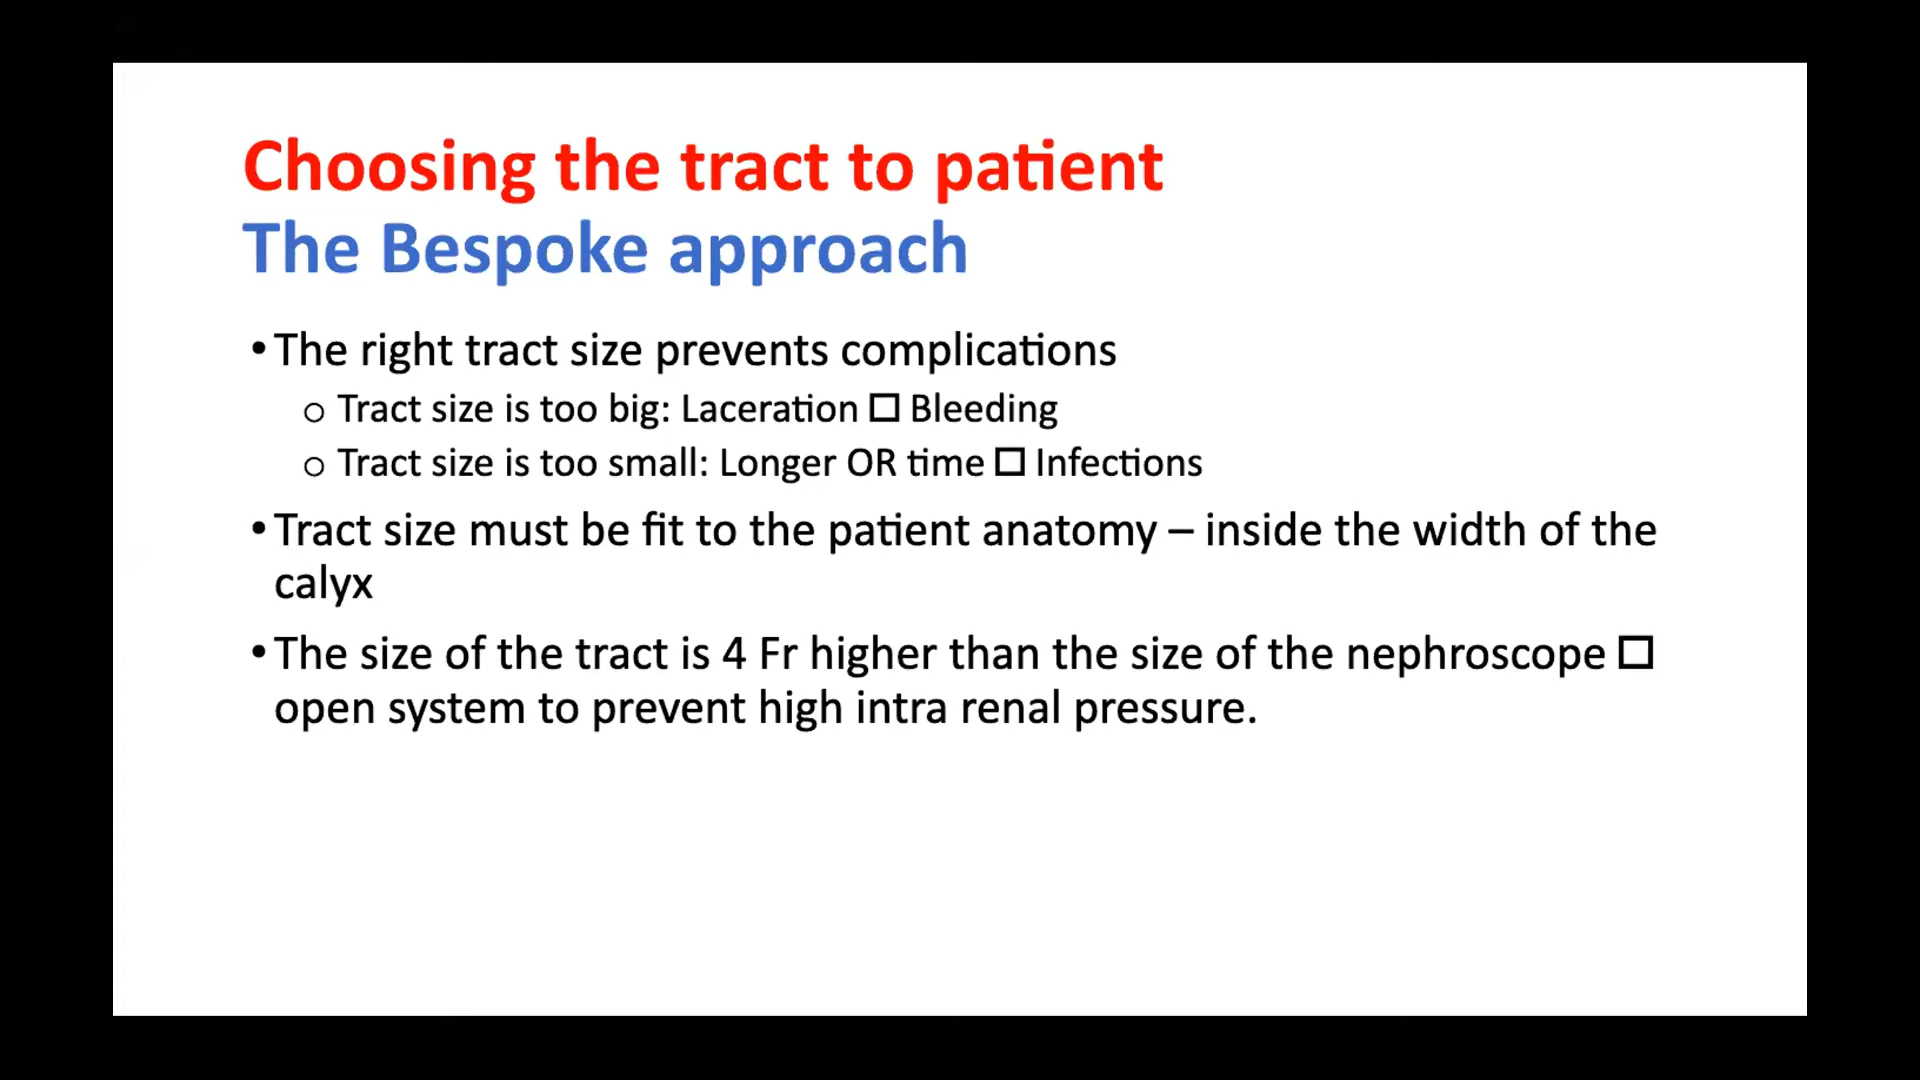 Choosing the tract to patient
The Bespoke approach
• The right tract size prevents complications
o Tract size is too big: Laceration □ Bleeding
o Tract size is too small: Longer OR time □ Infections
• Tract size must be fit to the patient anatomy – inside the width of the
calyx
• The size of the tract is 4 Fr higher than the size of the nephroscope □
open system to prevent high intra renal pressure.